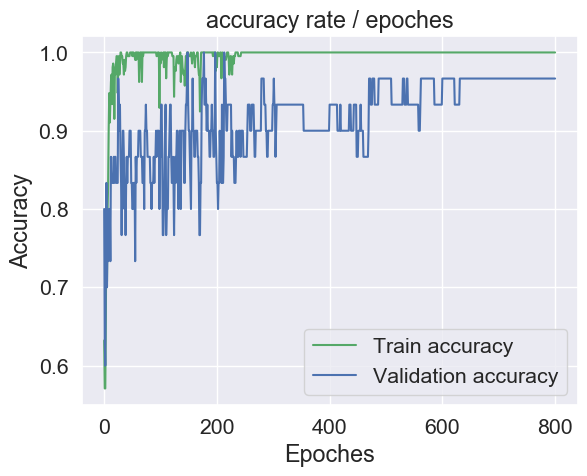 accuracy rate / epoches
1.0
0.9
0.8
0.7
0.6
Accuracy
0
200
400
600
800
Epoches
Train accuracy
Validation accuracy